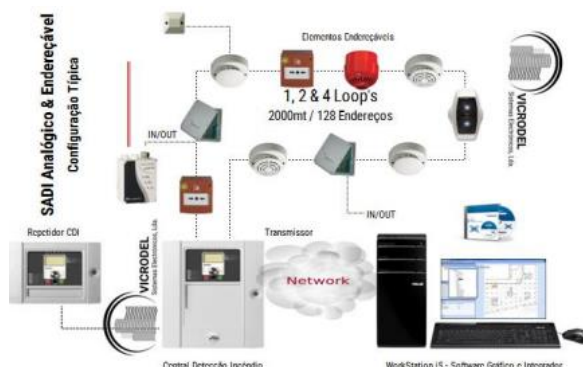 SADI Analógico & Endereçável
Configuração Típica
Elementos Endereçáveis
1, 2 & 4 Loop's
2000mt / 128 Endereços
VICRODEL
Sistemas Electrónicos, Lda.
IN/OUT
IN/OUT
Repetidor CDI
VICRODEL
Sistemas Electrónicos, Lda.
Transmissor
Network
Central Detecção Incêndio
WorkStation iS - Software Gráfico e Integrador